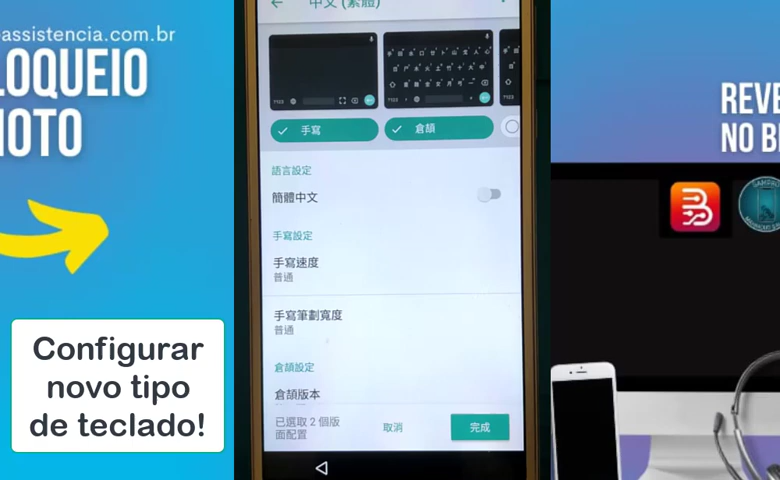 assistencia.com.br
LOQUEIO
MOTO
Configurar
novo tipo
de teclado!
中文 (繁體)
手寫
倉頡
語言設定
簡體中文
手寫設定
手寫速度
普通
手寫筆劃寬度
普通
倉頡設定
倉頡版本
已選取 2 個版
面配置
取消
完成
REVE
NO B